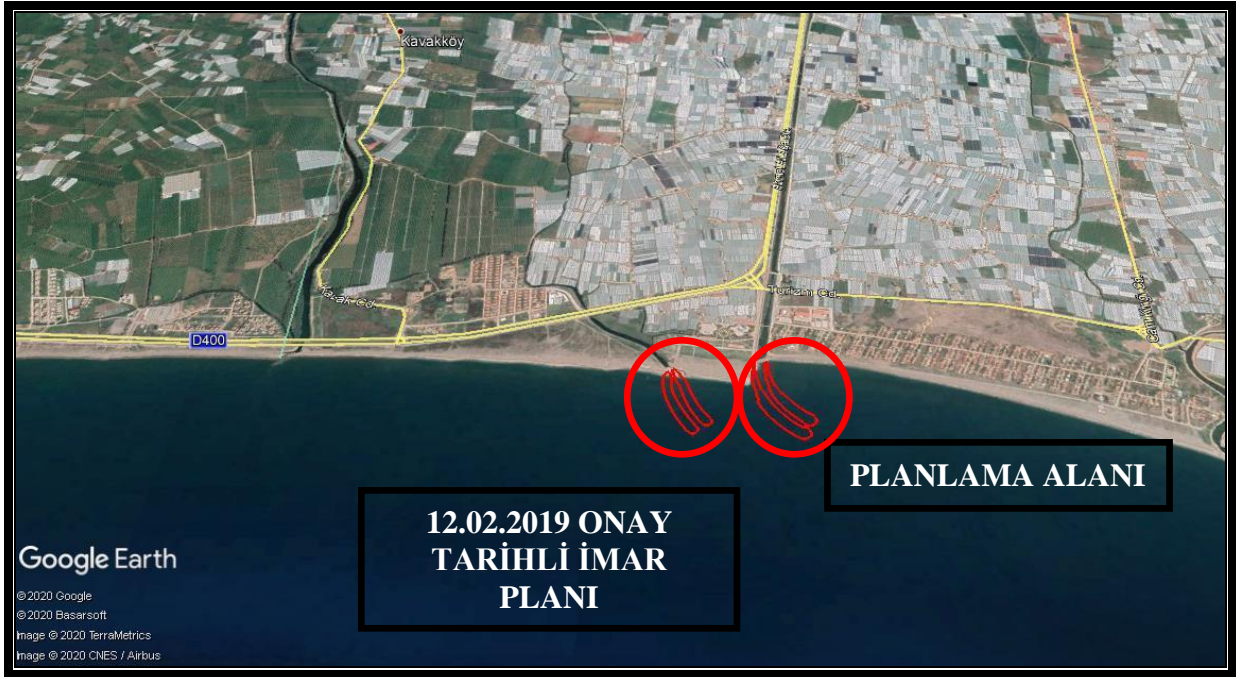 Kavakköy
Kavak Cd.
Turizm Cd.
D400
PLANLAMA ALANI
12.02.2019 ONAY
TARİHLİ İMAR
PLANI
Google Earth
©2020 Google
©2020 Basarsoft
Image © 2020 TerraMetrics
Image © 2020 CNES / Airbus